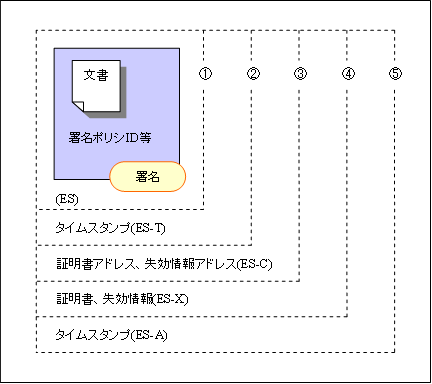 ① ② ③ ④ ⑤
文書
署名ポリシID等
署名
(ES)
タイムスタンプ(ES-T)
証明書アドレス、失効情報アドレス(ES-C)
証明書、失効情報(ES-X)
タイムスタンプ(ES-A)